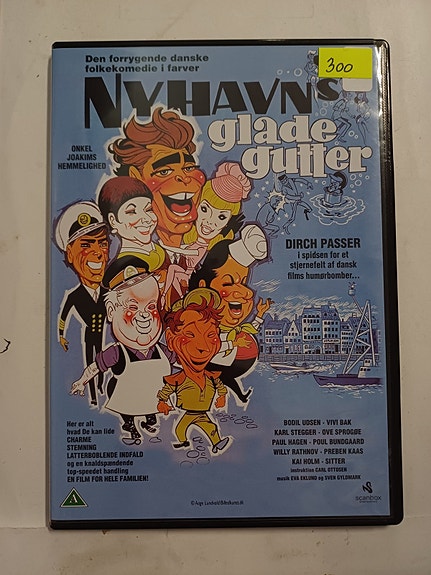 Den forrygende danske
folkekomedie i farver
300
NYHAVNS
glade
gutter
ONKEL
JOAKIMS
HEMMELIGHED
DIRCH PASSER
i spidsen for et
stjernefelt af dansk
films humørbomber...
Her er alt
hvad De kan lide
CHARME
STEMNING
LATTERBOBLENDE INDFALD
og en knaldspændende
top-speedet handling
EN FILM FOR HELE FAMILIEN!
BODIL UDSEN - VIVI BAK
KARL STEGGER - OVE SPROGØE
PAUL HAGEN - POUL BUNDGAARD
WILLY RATHNOV - PREBEN KAAS
KAI HOLM - SITTER
instruktion CARL OTTOSEN
musik EVA EKLUND og SVEN GYLDMARK
A
scanbox